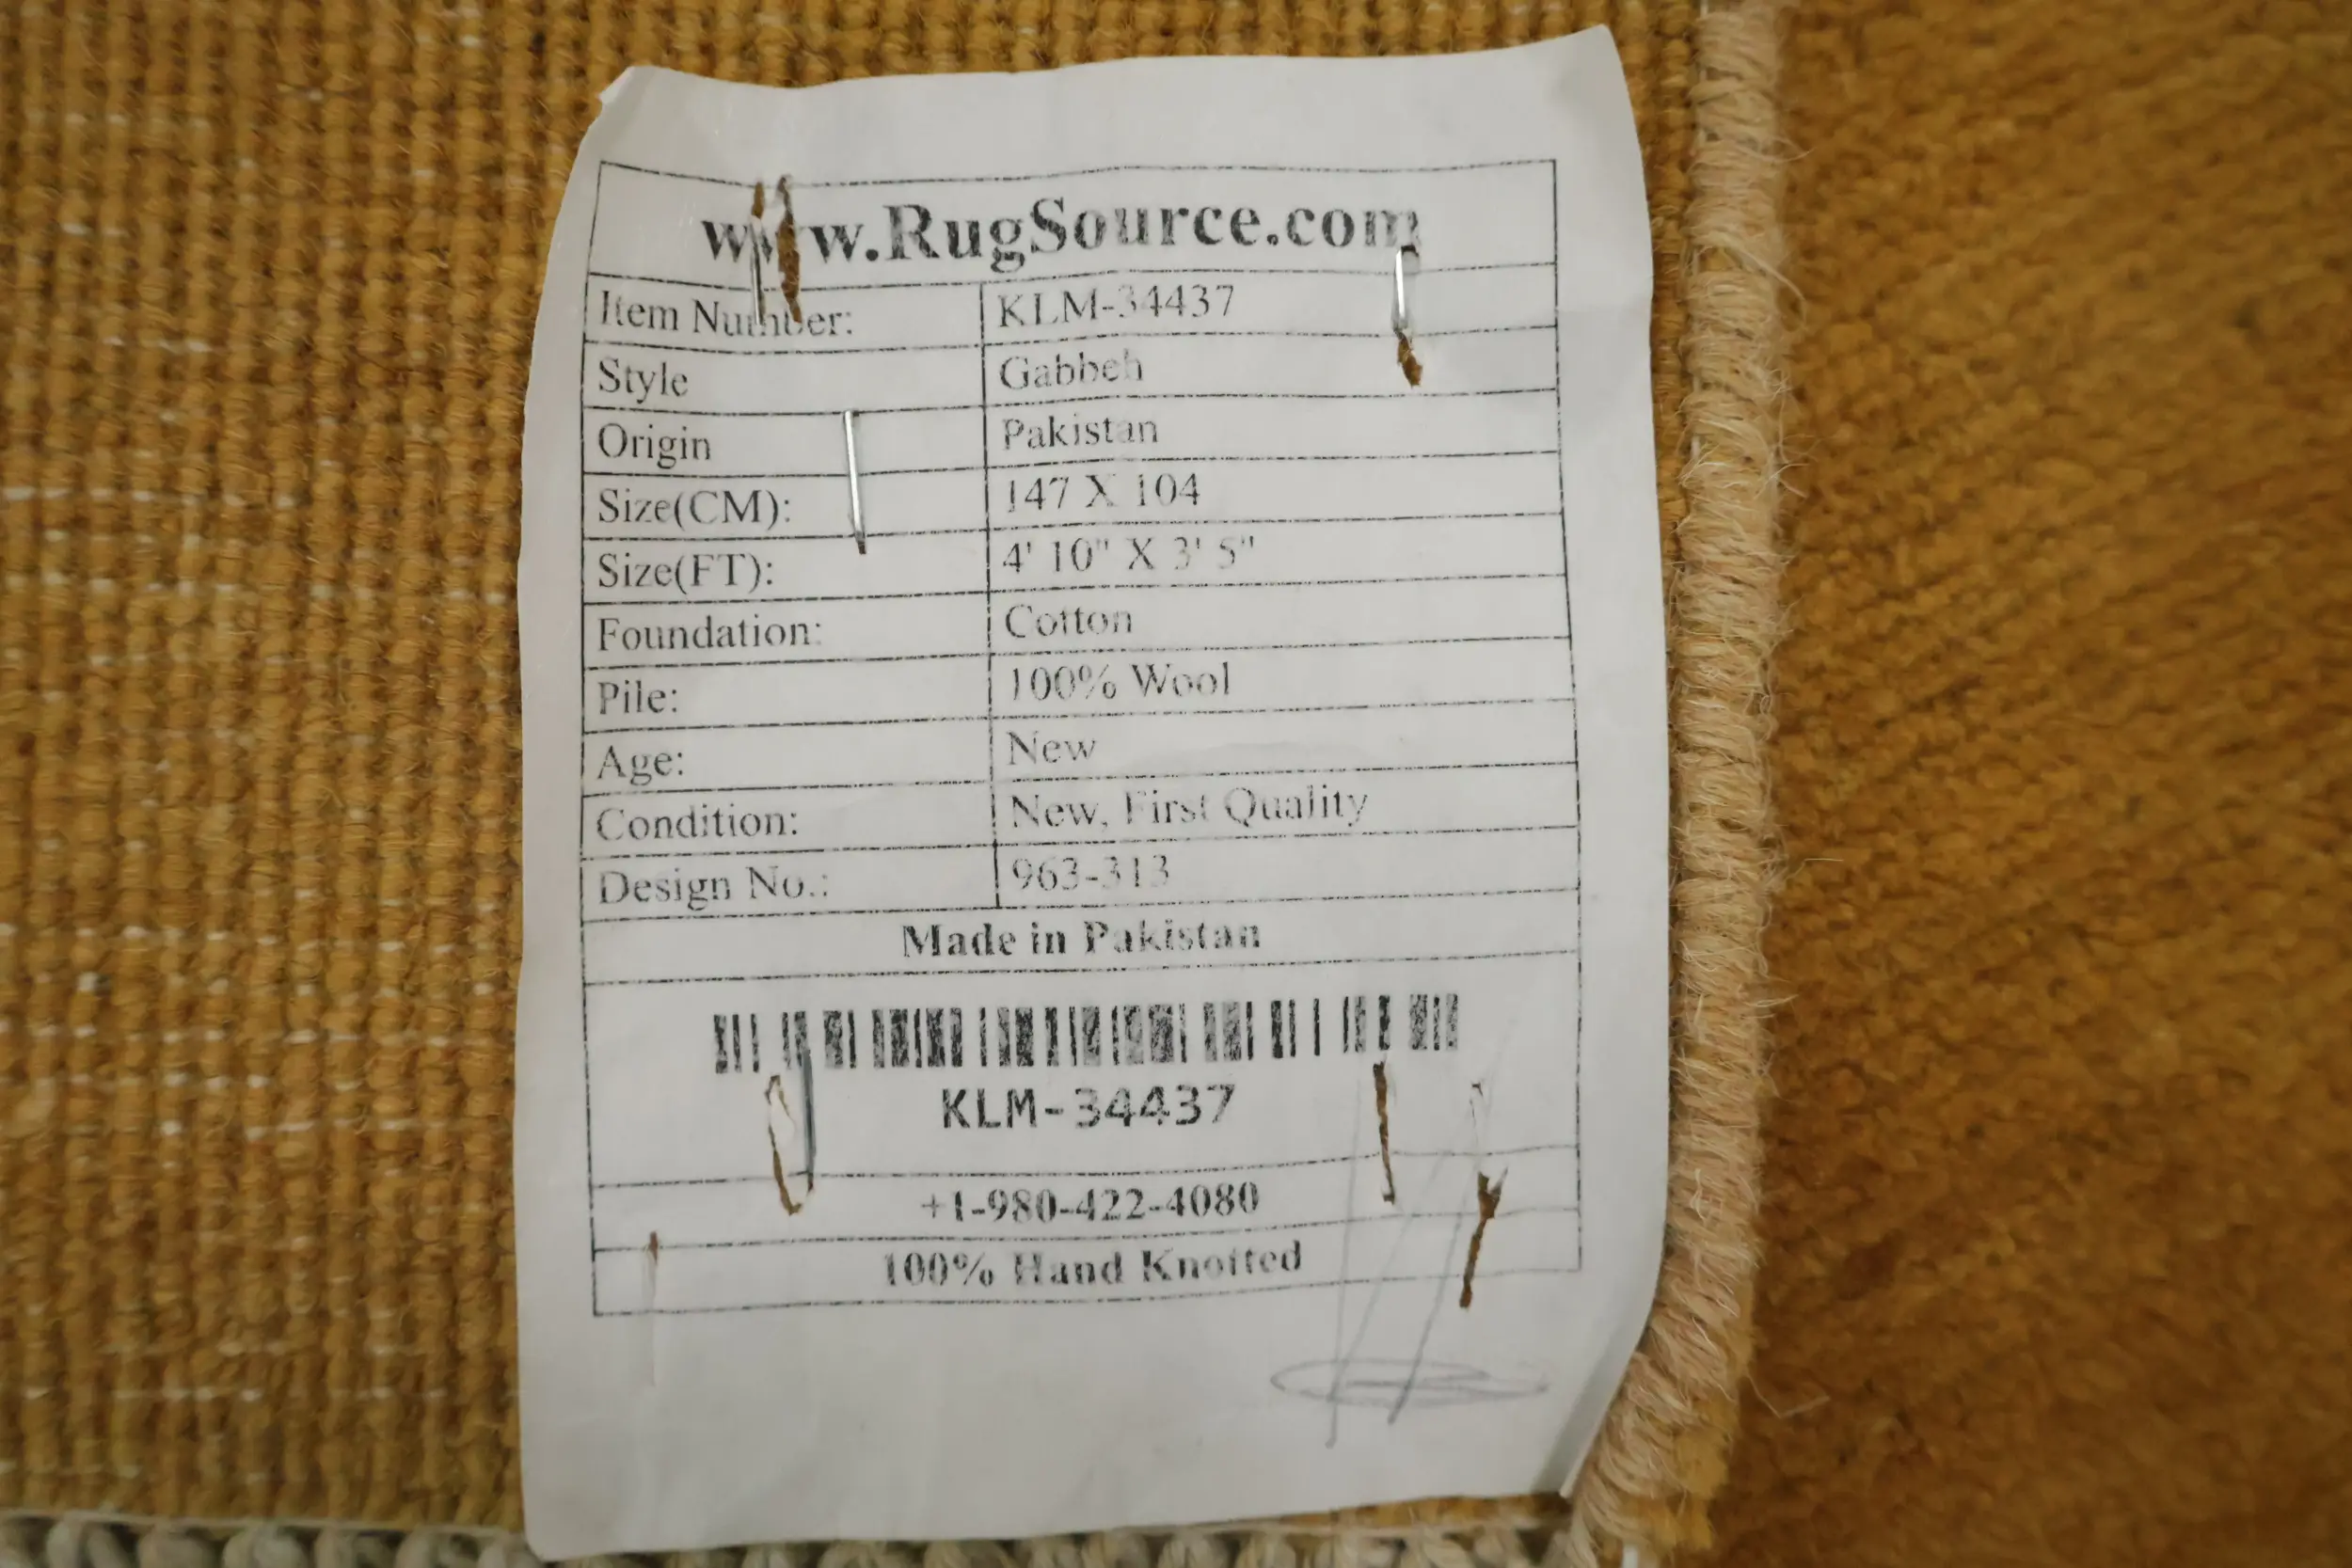 www.RugSource.com
Item Number: KLM-34437
Style Gabbeh
Origin Pakistan
Size(CM): 147 X 104
Size(FT): 4' 10" X 3' 5"
Foundation: Cotton
Pile: 100% Wool
Age: New
Condition: New, First Quality
Design No.: 963-313
Made in Pakistan
KLM-34437
+1-980-422-4080
100% Hand Knotted